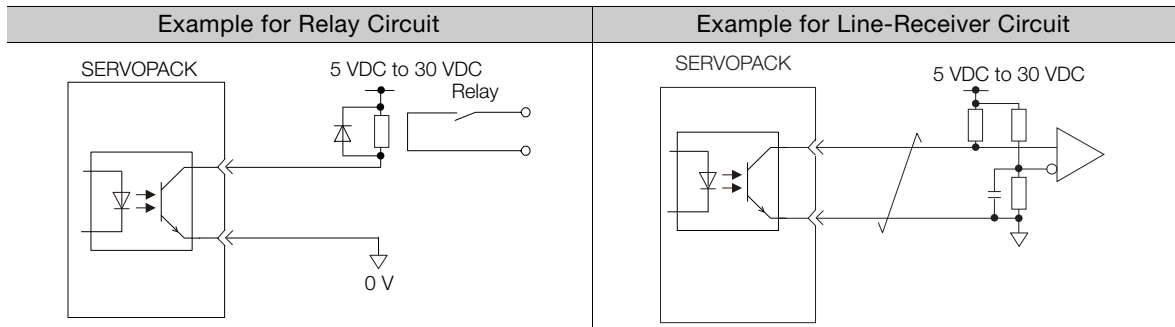 Example for Relay Circuit
Example for Line-Receiver Circuit
SERVOPACK
5 VDC to 30 VDC
Relay
0 V
SERVOPACK
5 VDC to 30 VDC